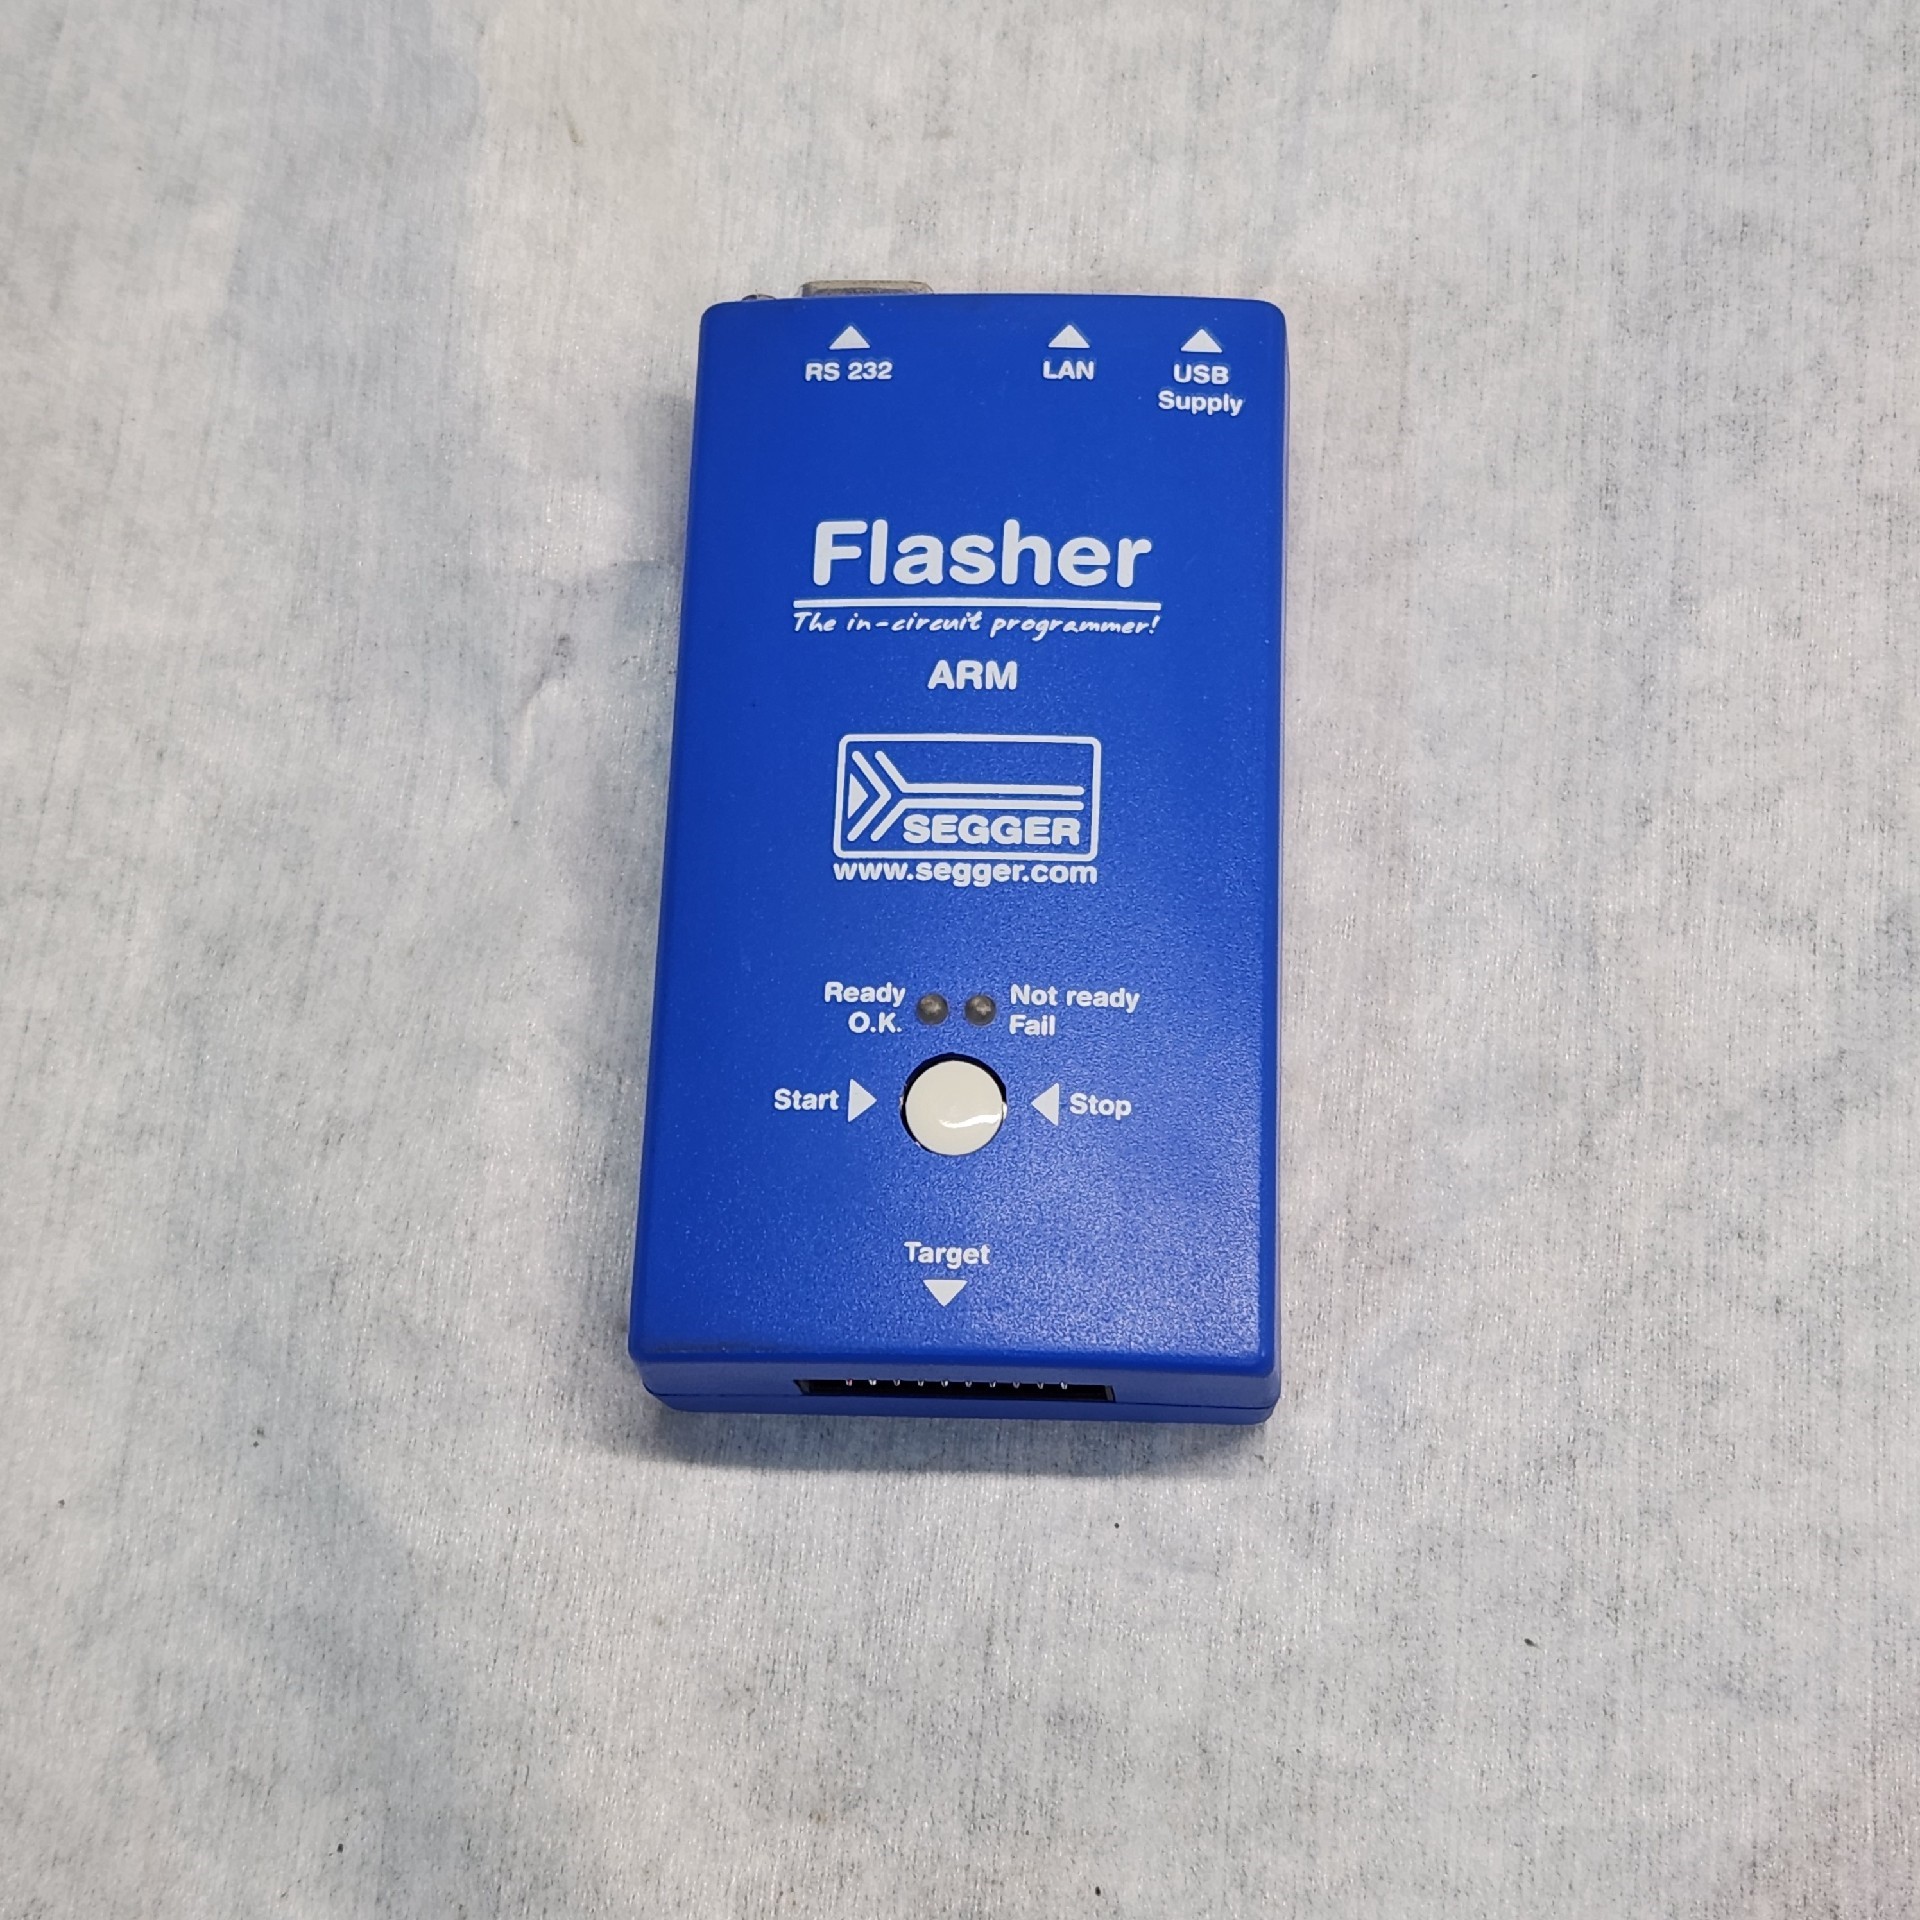 RS 232
LAN
USB
Supply
Flasher
The in-circuit programmer!
ARM
SEGGER
www.segger.com
Ready
O.K.
Not ready
Fail
Start
Stop
Target